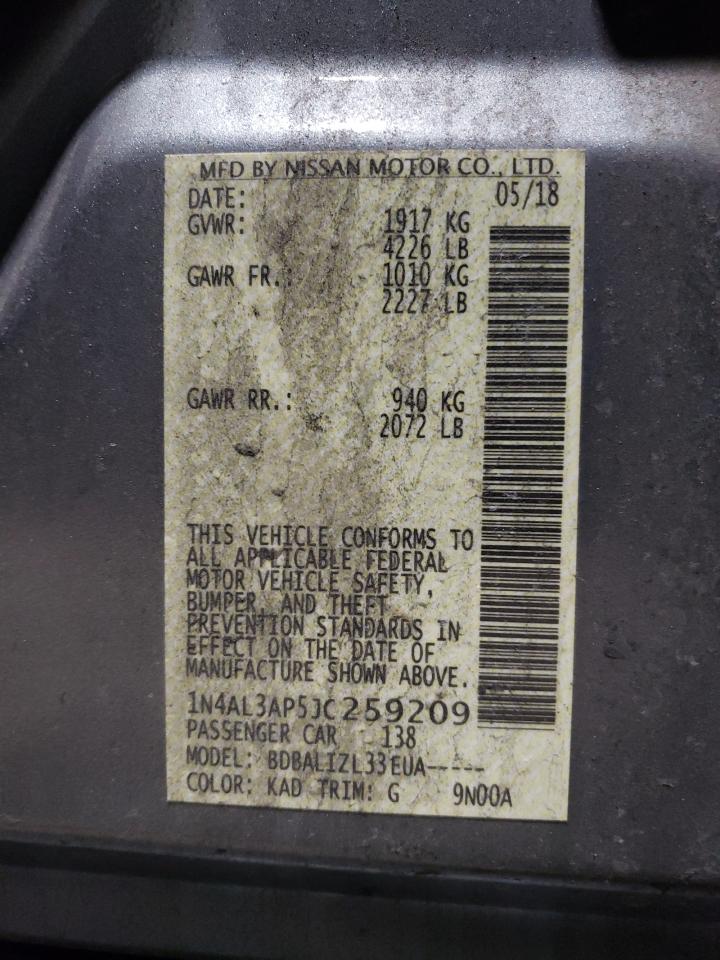 MFD BY NISSAN MOTOR CO., LTD.
DATE: 05/18
GVWR: 1917 KG
4226 LB
GAWR FR.: 1010 KG
2227 LB
GAWR RR.: 940 KG
2072 LB
THIS VEHICLE CONFORMS TO
ALL APPLICABLE FEDERAL
MOTOR VEHICLE SAFETY,
BUMPER, AND THEFT
PREVENTION STANDARDS IN
EFFECT ON THE DATE OF
MANUFACTURE SHOWN ABOVE.
1N4AL3AP5JC259209
PASSENGER CAR 138
MODEL: BDBALIZL33EUA-----
COLOR: KAD TRIM: G 9N00A